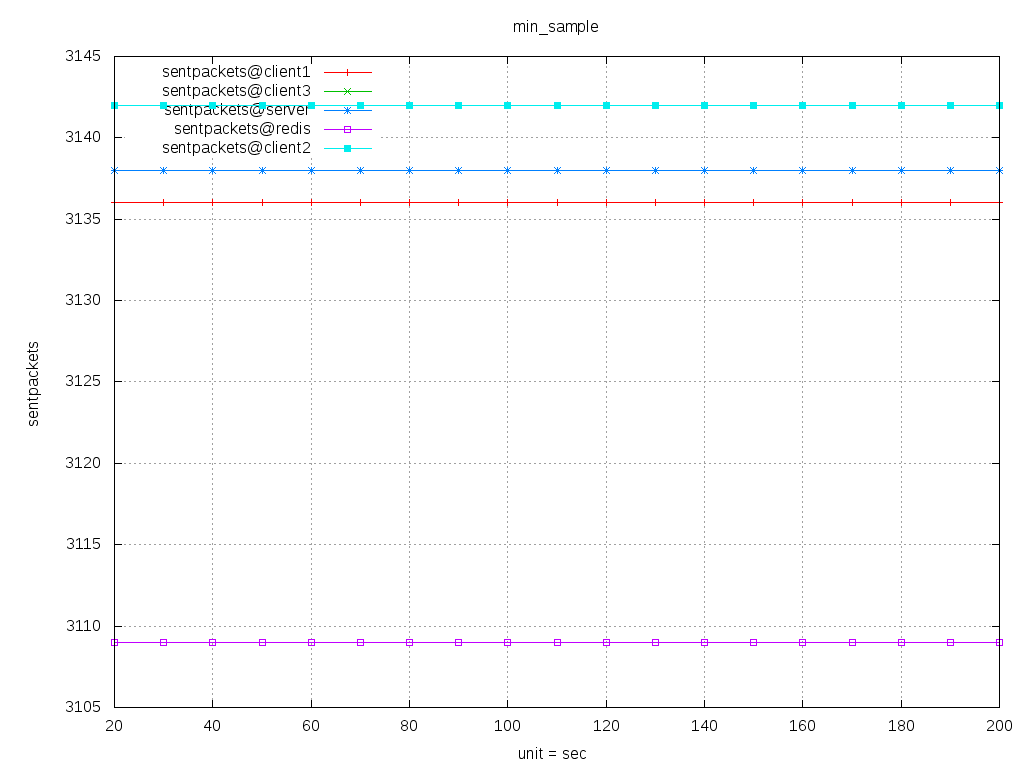 min_sample
3145
3140
3135
3130
3125
3120
3115
3110
3105
sentpackets@client1
sentpackets@client3
sentpackets@server
sentpackets@redis
sentpackets@client2
sentpackets
20 40 60 80 100 120 140 160 180 200
unit = sec